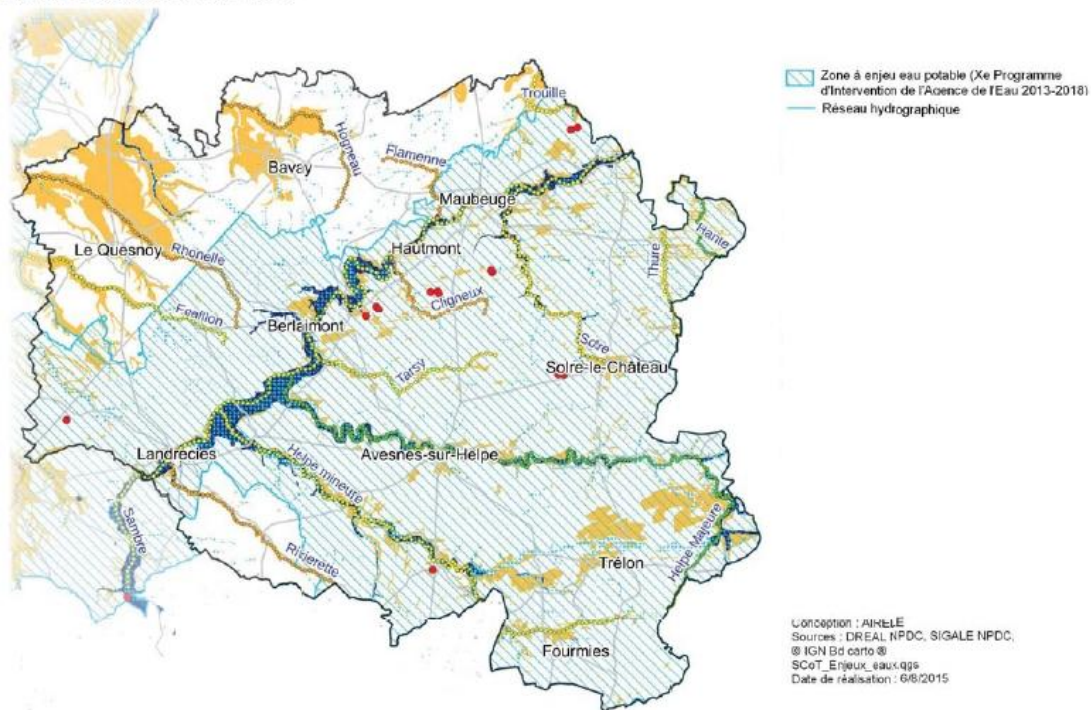 Zone à enjeu eau potable (Xe Programme
d'Intervention de l'Agence de l'Eau 2013-2018)
Réseau hydrographique
Trouille
Hogneau
Flamenne
Bavay
Maubeuge
Hante
Le Quesnoy
Rhonelle
Hautmont
Thure
Cligneux
Ecaillon
Berlaimont
Solre
Solre-le-Château
Tarsy
Landrecies
Helpe mineure
Avesnes-sur-Helpe
Sambre
Rivierette
Trélon
Helpe Majeure
Fourmies
Conception : AIRELE
Sources : DREAL NPDC, SIGALE NPDC,
® IGN Bd carto ®
SCoT_Enjeux_eaux.qgs
Date de réalisation : 6/8/2015